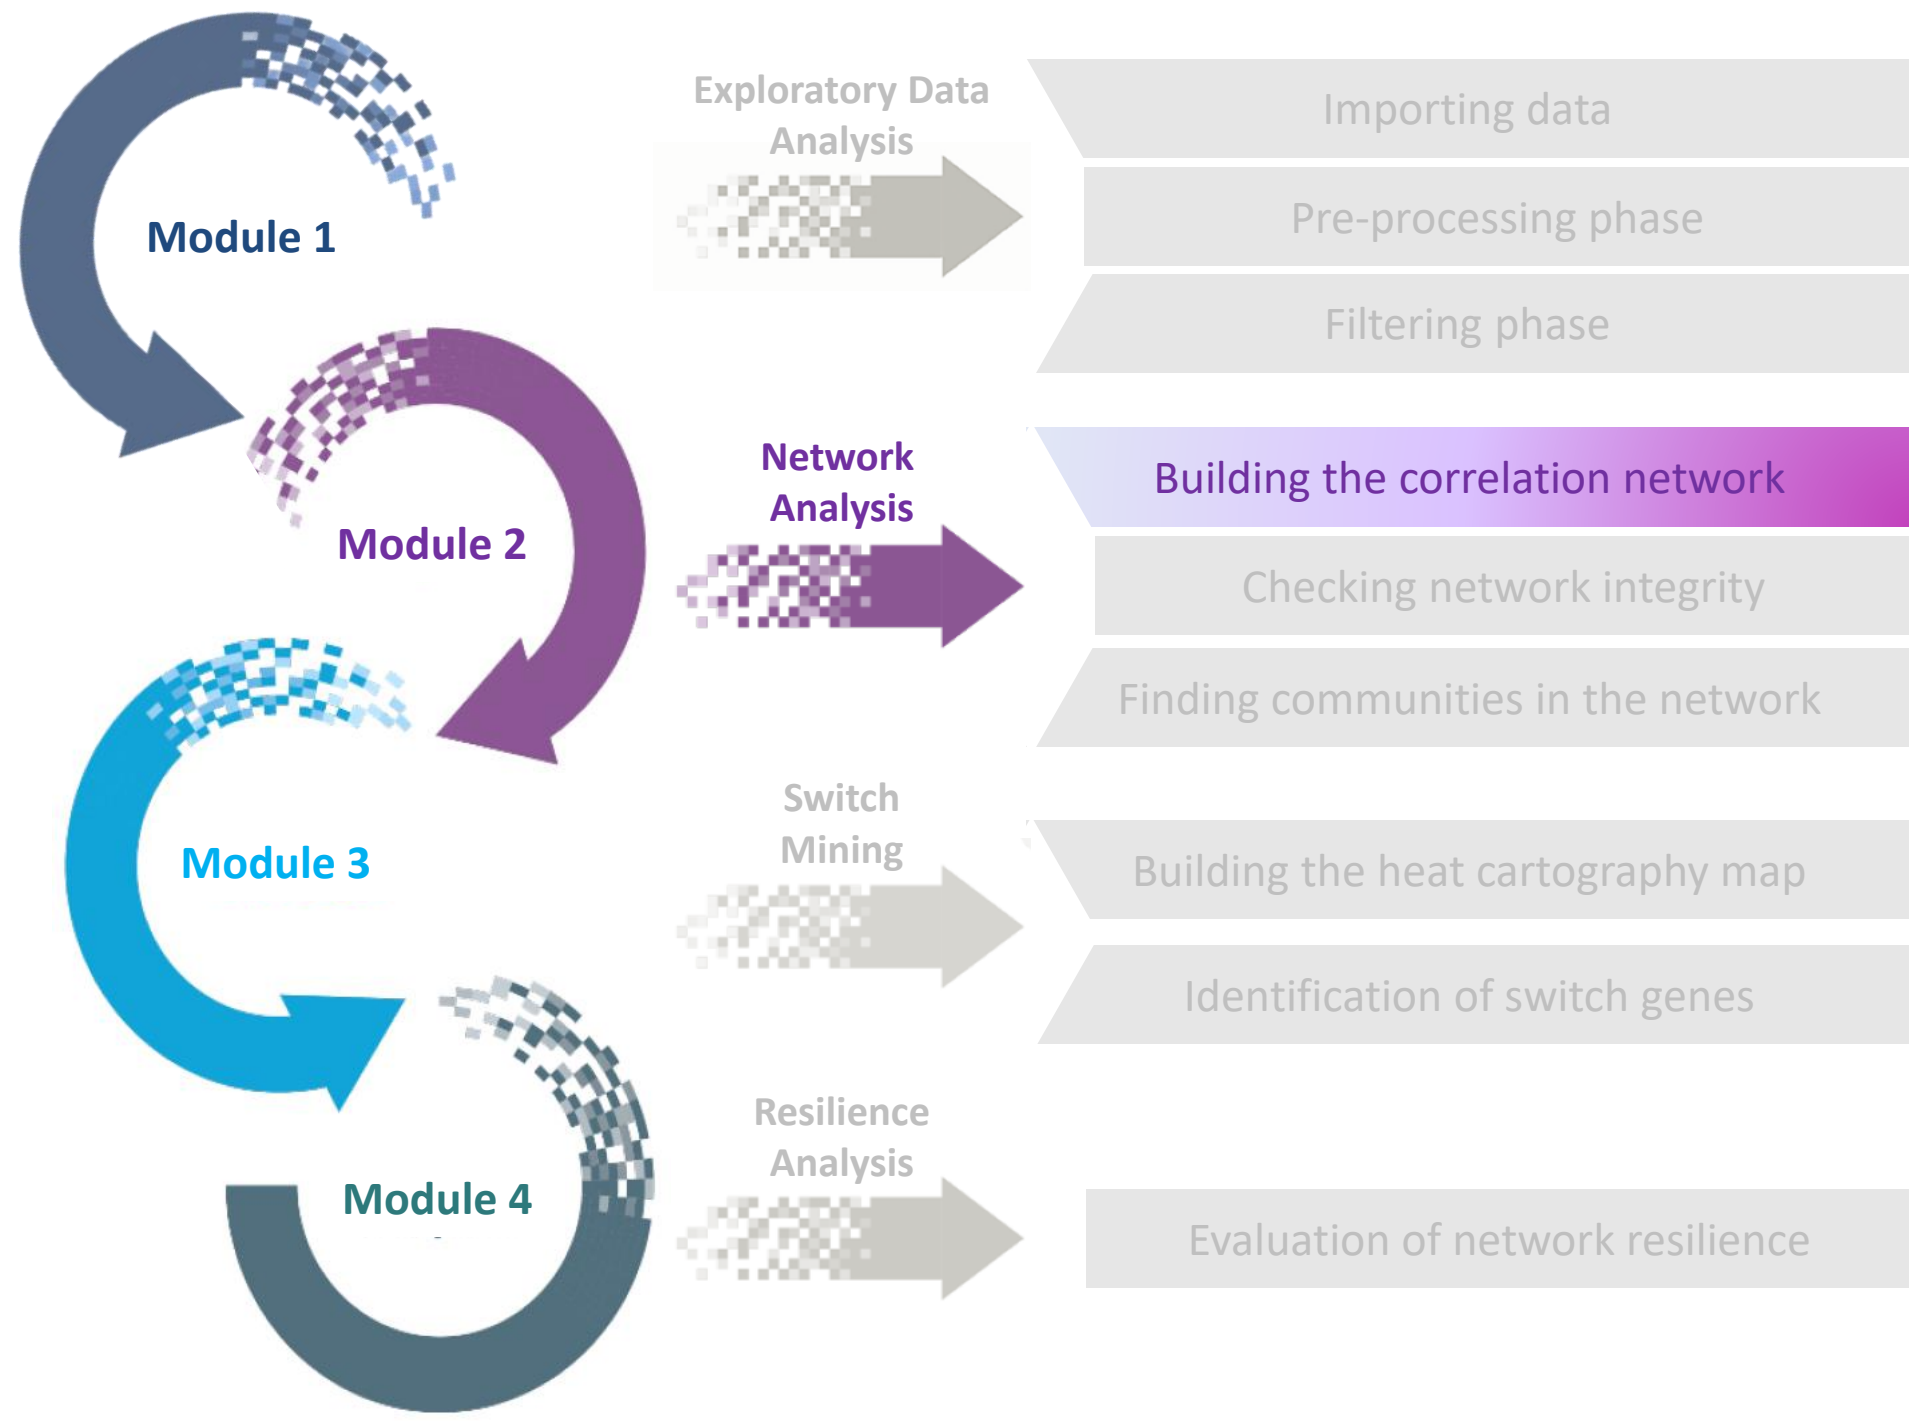 Module 1
Exploratory Data
Analysis
Importing data
Pre-processing phase
Filtering phase
Module 2
Network
Analysis
Building the correlation network
Checking network integrity
Finding communities in the network
Module 3
Switch
Mining
Building the heat cartography map
Identification of switch genes
Module 4
Resilience
Analysis
Evaluation of network resilience